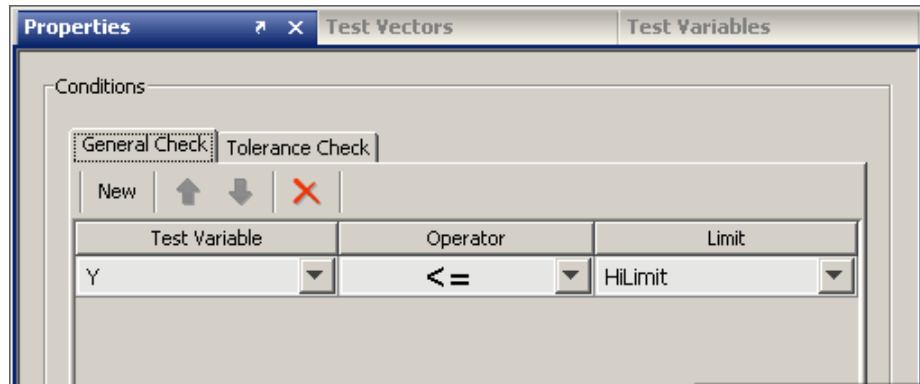 Properties Test Vectors Test Variables
Conditions
General Check Tolerance Check
New
Test Variable Operator Limit
Y <= HiLimit